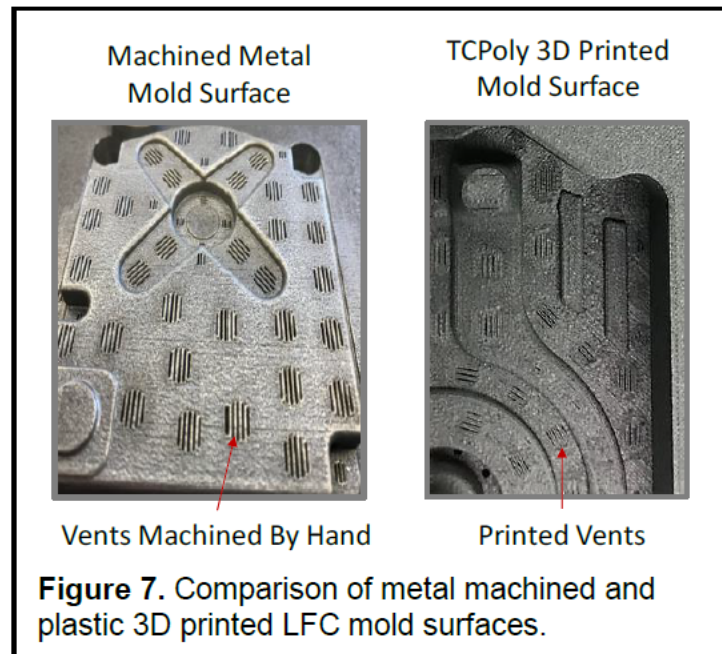 Machined Metal
Mold Surface
TCPoly 3D Printed
Mold Surface
Vents Machined By Hand
Printed Vents
Figure 7. Comparison of metal machined and
plastic 3D printed LFC mold surfaces.